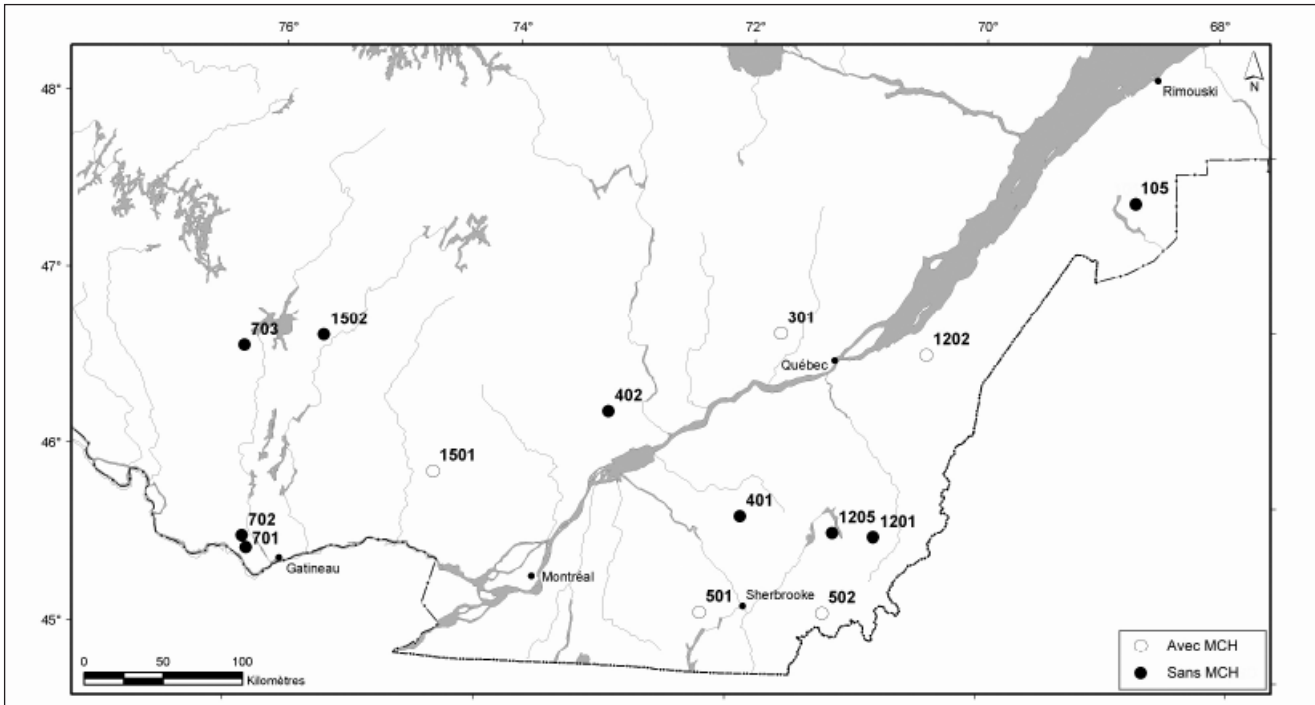 76° 74° 72° 70° 68°
48°
N
Rimouski
105
47°
703
1502
301
1202
Québec
402
46°
1501
401
1205 1201
702
701
Gatineau
Montréal
501
Sherbrooke
502
45°
0 50 100
Kilomètres
Avec MCH
Sans MCH